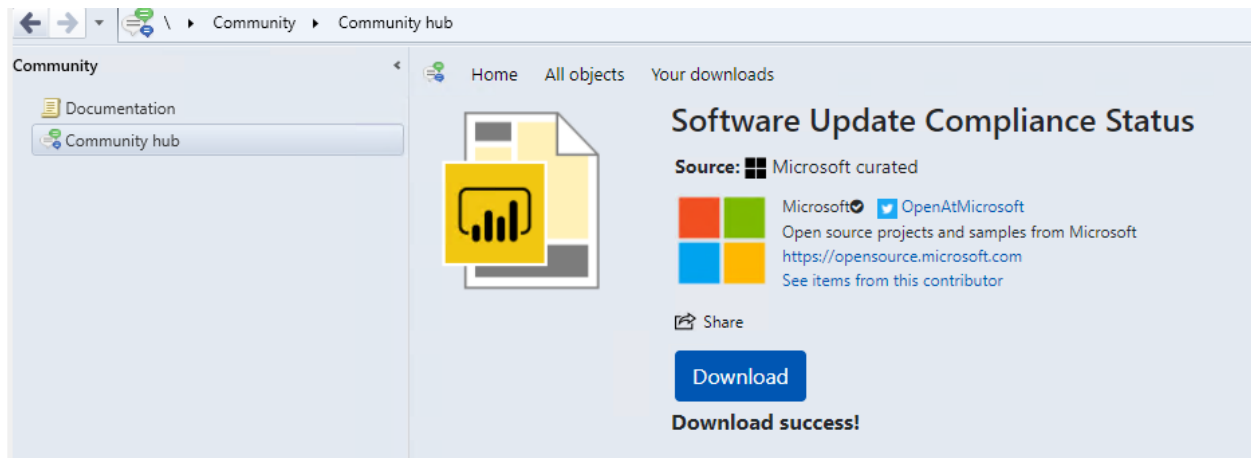 \ Community Community hub
Community
Documentation
Community hub
Home All objects Your downloads
Software Update Compliance Status
Source: Microsoft curated
Microsoft OpenAtMicrosoft
Open source projects and samples from Microsoft
https://opensource.microsoft.com
See items from this contributor
Share
Download
Download success!